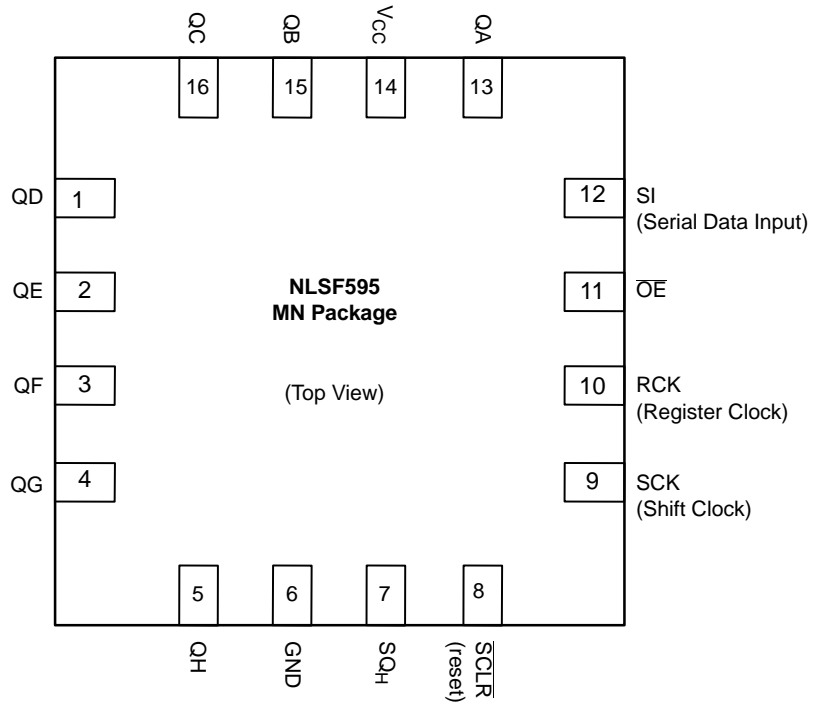 QC
QB
VCC
QA
16
15
14
13
QD
1
12
SI
(Serial Data Input)
QE
2
NLSF595
MN Package
11
OE
QF
3
(Top View)
10
RCK
(Register Clock)
QG
4
9
SCK
(Shift Clock)
5
6
7
8
QH
GND
SQH
SCLR
(reset)